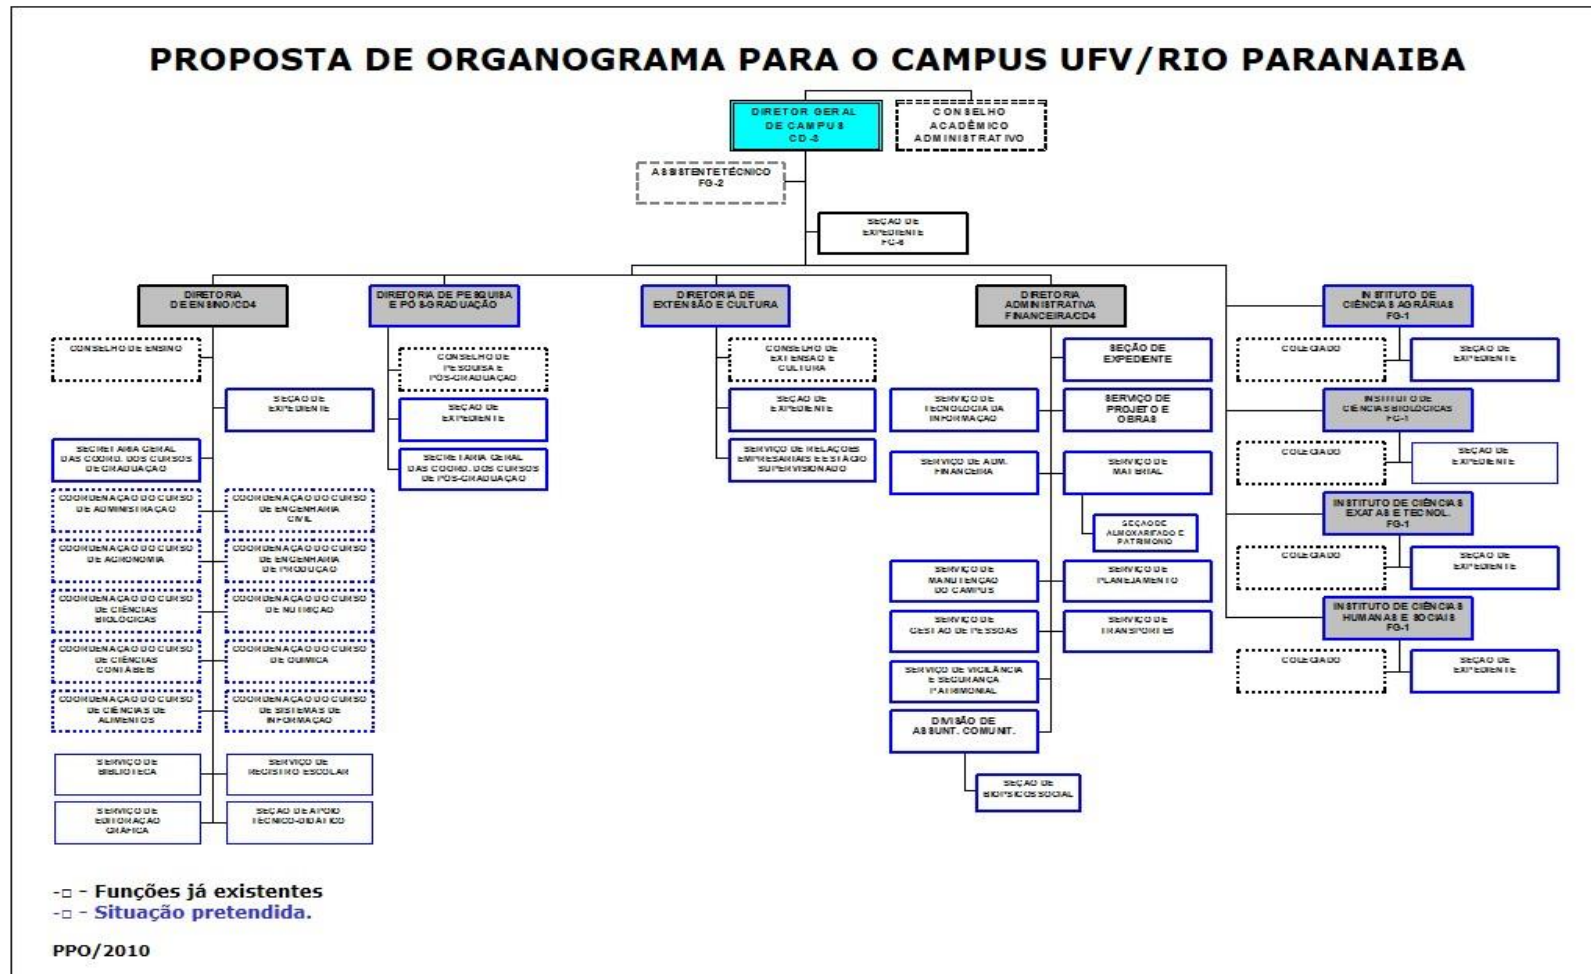 PROPOSTA DE ORGANOGRAMA PARA O CAMPUS UFV/RIO PARANAIBA
DIRETOR GERAL
DE CAMPUS
CD-3
CONSELHO
ACADÊMICO
ADMINISTRATIVO
ASSISTENTE TÉCNICO
FG-2
SEÇÃO DE
EXPEDIENTE
FG-6
DIRETORIA
DE ENSINO/CD4
DIRETORIA DE PESQUISA
E PÓS-GRADUAÇÃO
DIRETORIA DE
EXTENSÃO E CULTURA
DIRETORIA
ADMINISTRATIVA
FINANCEIRA/CD4
CONSELHO DE ENSINO
SEÇÃO DE
EXPEDIENTE
SECRETARIA GERAL
DAS COORD. DOS CURSOS
DE GRADUAÇÃO
COORDENAÇÃO DO CURSO
DE ADMINISTRAÇÃO
COORDENAÇÃO DO CURSO
DE ENGENHARIA
CIVIL
COORDENAÇÃO DO CURSO
DE AGRONOMIA
COORDENAÇÃO DO CURSO
DE ENGENHARIA
DE PRODUÇÃO
COORDENAÇÃO DO CURSO
DE CIÊNCIAS
BIOLÓGICAS
COORDENAÇÃO DO CURSO
DE NUTRIÇÃO
COORDENAÇÃO DO CURSO
DE CIÊNCIAS
CONTÁBEIS
COORDENAÇÃO DO CURSO
DE QUÍMICA
COORDENAÇÃO DO CURSO
DE CIÊNCIAS DE
ALIMENTOS
COORDENAÇÃO DO CURSO
DE SISTEMAS DE
INFORMAÇÃO
SERVIÇO DE
BIBLIOTECA
SERVIÇO DE
REGISTRO ESCOLAR
SERVIÇO DE
EDITORAÇÃO
GRÁFICA
SEÇÃO DE APOIO
TÉCNICO-DIDÁTICO
CONSELHO DE
PESQUISA E
PÓS-GRADUAÇÃO
SEÇÃO DE
EXPEDIENTE
SECRETARIA GERAL
DAS COORD. DOS CURSOS
DE PÓS-GRADUAÇÃO
CONSELHO DE
EXTENSÃO E
CULTURA
SEÇÃO DE
EXPEDIENTE
SERVIÇO DE RELAÇÕES
EMPRESARIAIS E ESTÁGIO
SUPERVISIONADO
SEÇÃO DE
EXPEDIENTE
SERVIÇO DE
TECNOLOGIA DA
INFORMAÇÃO
SERVIÇO DE
PROJETO E
OBRAS
SERVIÇO DE ADM.
FINANCEIRA
SERVIÇO DE
MATERIAL
SEÇÃO DE
ALMOXARIFADO E
PATRIMONIO
SERVIÇO DE
MANUTENÇÃO
DO CAMPUS
SERVIÇO DE
PLANEJAMENTO
SERVIÇO DE
GESTÃO DE PESSOAS
SERVIÇO DE
TRANSPORTES
SERVIÇO DE VIGILÂNCIA
E SEGURANÇA
PATRIMONIAL
DIVISÃO DE
ASSUNT. COMUNIT.
SEÇÃO DE
BIOPSICOSSOCIAL
INSTITUTO DE
CIÊNCIAS AGRÁRIAS
FG-1
COLEGIADO
SEÇÃO DE
EXPEDIENTE
INSTITUTO DE
CIÊNCIAS BIOLÓGICAS
FG-1
COLEGIADO
SEÇÃO DE
EXPEDIENTE
INSTITUTO DE CIÊNCIAS
EXATAS E TECNOL.
FG-1
COLEGIADO
SEÇÃO DE
EXPEDIENTE
INSTITUTO DE CIÊNCIAS
HUMANAS E SOCIAIS
FG-1
COLEGIADO
SEÇÃO DE
EXPEDIENTE
-□ - Funções já existentes
-□ - Situação pretendida.
PPO/2010